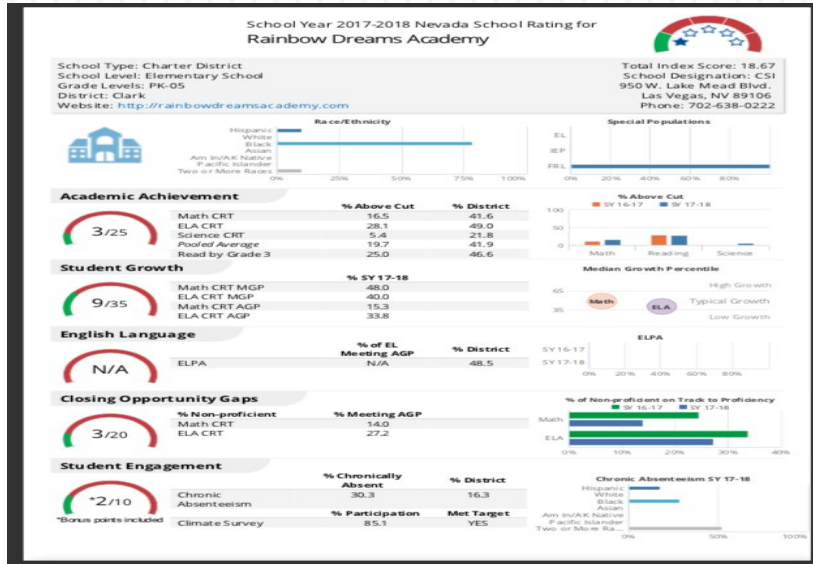 School Year 2017-2018 Nevada School Rating for
Rainbow Dreams Academy
School Type: Charter District
School Level: Elementary School
Grade Levels: PK-05
District: Clark
Website: http://rainbowdreamsacademy.com
Total Index Score: 18.67
School Designation: CSI
950 W. Lake Mead Blvd.
Las Vegas, NV 89106
Phone: 702-638-0222
Race/Ethnicity
Hispanic
White
Black
Asian
Am In/AK Native
Pacific Islander
Two or More Races
0% 25% 50% 75% 100%
Special Populations
EL
IEP
FRL
0% 20% 40% 60% 80%
Academic Achievement
3/25
% Above Cut % District
Math CRT 16.5 41.6
ELA CRT 28.1 49.0
Science CRT 5.4 21.8
Pooled Average 19.7 41.9
Read by Grade 3 25.0 46.6
% Above Cut
SY 16-17 SY 17-18
100
50
0
Math Reading Science
Student Growth
9/35
% SY 17-18
Math CRT MGP 48.0
ELA CRT MGP 40.0
Math CRT AGP 15.3
ELA CRT AGP 33.8
Median Growth Percentile
65
35
Math
ELA
High Growth
Typical Growth
Low Growth
English Language
N/A
% of EL
Meeting AGP % District
ELPA N/A 48.5
ELPA
SY 16-17
SY 17-18
0% 20% 40% 60% 80%
Closing Opportunity Gaps
3/20
% Non-proficient % Meeting AGP
Math CRT 14.0
ELA CRT 27.2
% of Non-proficient on Track to Proficiency
SY 16-17 SY 17-18
Math
ELA
0% 10% 20% 30% 40%
Student Engagement
*2/10
*Bonus points included
% Chronically
Absent % District
Chronic
Absenteeism 30.3 16.3
% Participation Met Target
Climate Survey 85.1 YES
Chronic Absenteeism SY 17-18
Hispanic
White
Black
Asian
Am In/AK Native
Pacific Islander
Two or More Ra...
0% 50% 100%